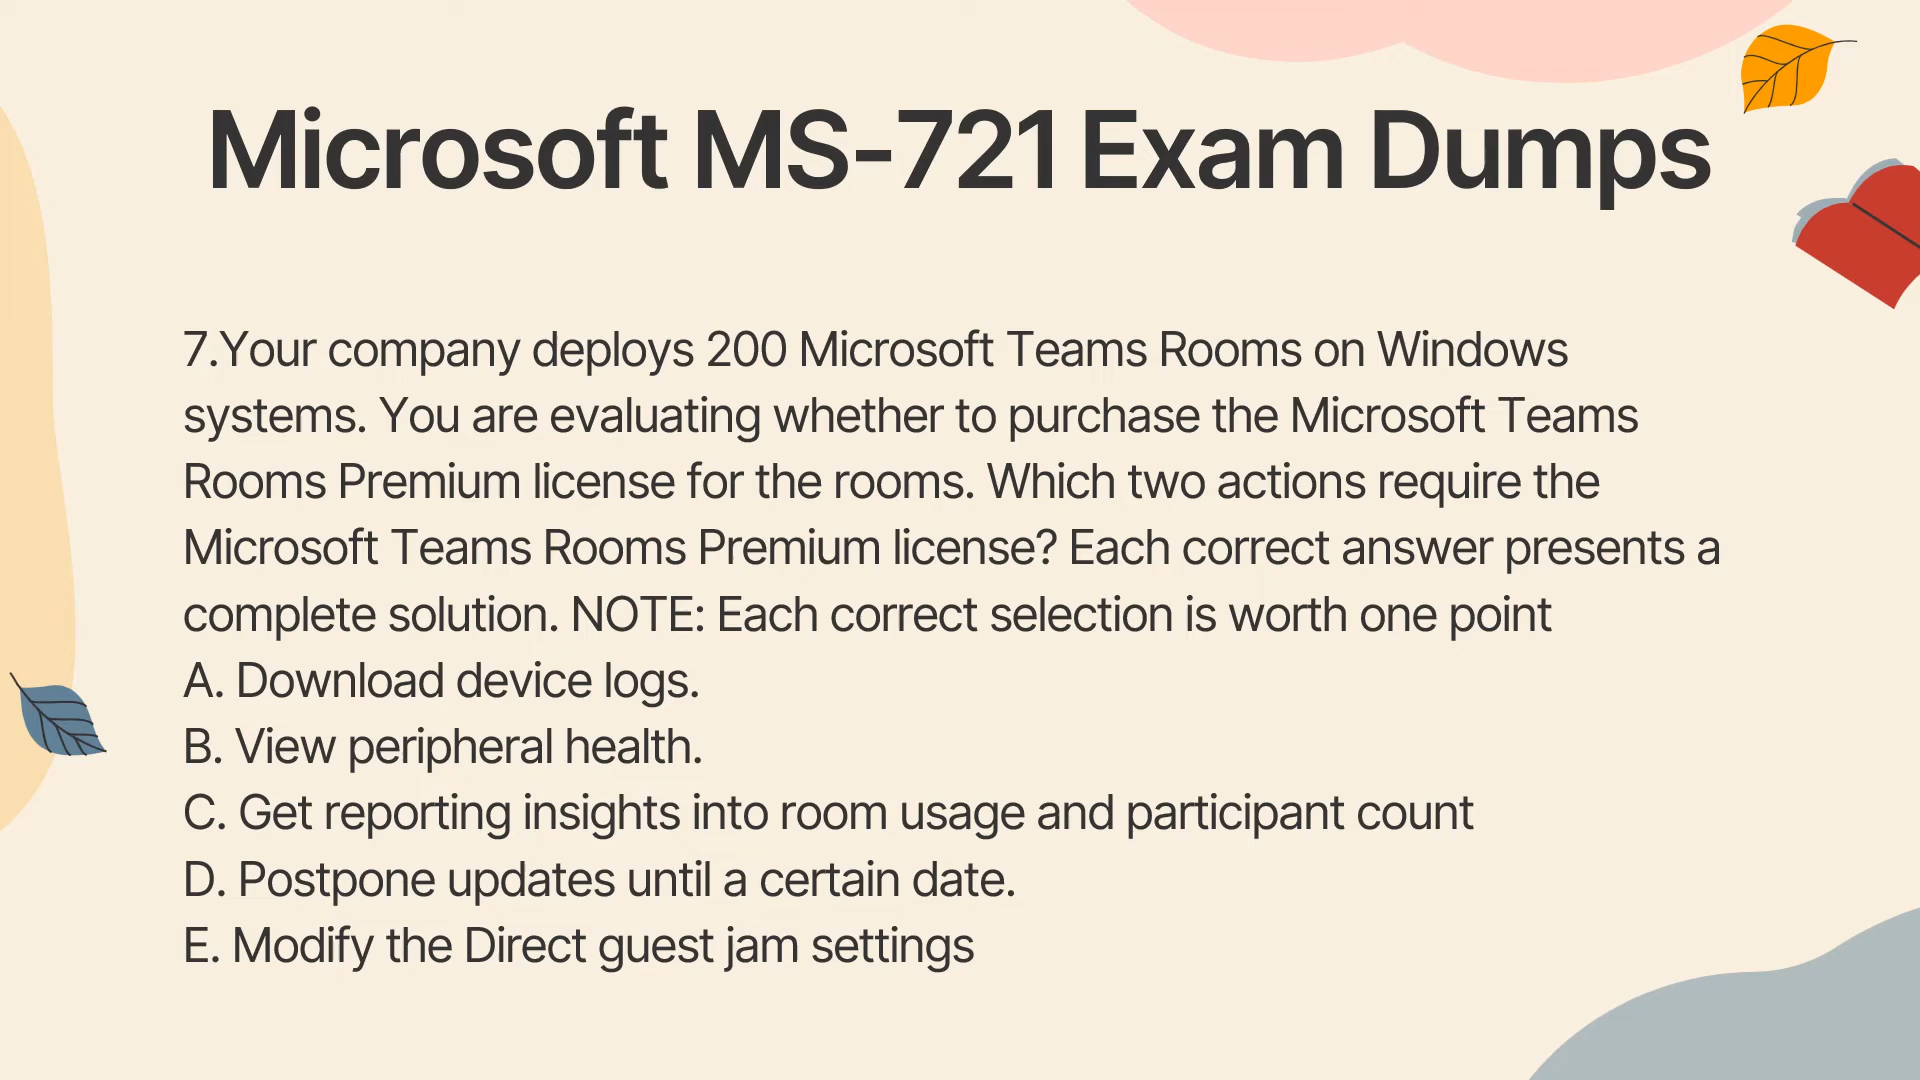 Microsoft MS-721 Exam Dumps
7.Your company deploys 200 Microsoft Teams Rooms on Windows
systems. You are evaluating whether to purchase the Microsoft Teams
Rooms Premium license for the rooms. Which two actions require the
Microsoft Teams Rooms Premium license? Each correct answer presents a
complete solution. NOTE: Each correct selection is worth one point
A. Download device logs.
B. View peripheral health.
C. Get reporting insights into room usage and participant count
D. Postpone updates until a certain date.
E. Modify the Direct guest jam settings